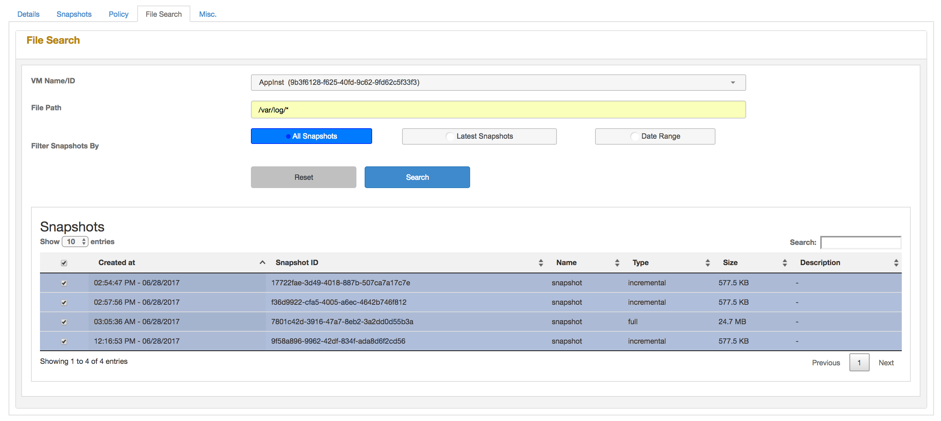 Details Snapshots Policy File Search Misc.
File Search
VM Name/ID AppInst (9b3f6128-f625-40fd-9c62-9fd62c5f33f3)
File Path /var/log/*
Filter Snapshots By All Snapshots Latest Snapshots Date Range
Reset Search
Snapshots
Show 10 entries Search:
Created at Snapshot ID Name Type Size Description
02:54:47 PM - 06/28/2017 17722fae-3d49-4018-887b-507ca7a17c7e snapshot incremental 577.5 KB -
02:57:56 PM - 06/28/2017 f36d9922-cfa5-4005-a6ec-4642b746f812 snapshot incremental 577.5 KB -
03:05:36 AM - 06/28/2017 7801c42d-3916-47a7-8eb2-3a2dd0d55b3a snapshot full 24.7 MB -
12:16:53 PM - 06/28/2017 9f58a896-9962-42df-834f-ada8d6f2cd56 snapshot incremental 577.5 KB -
Showing 1 to 4 of 4 entries Previous 1 Next